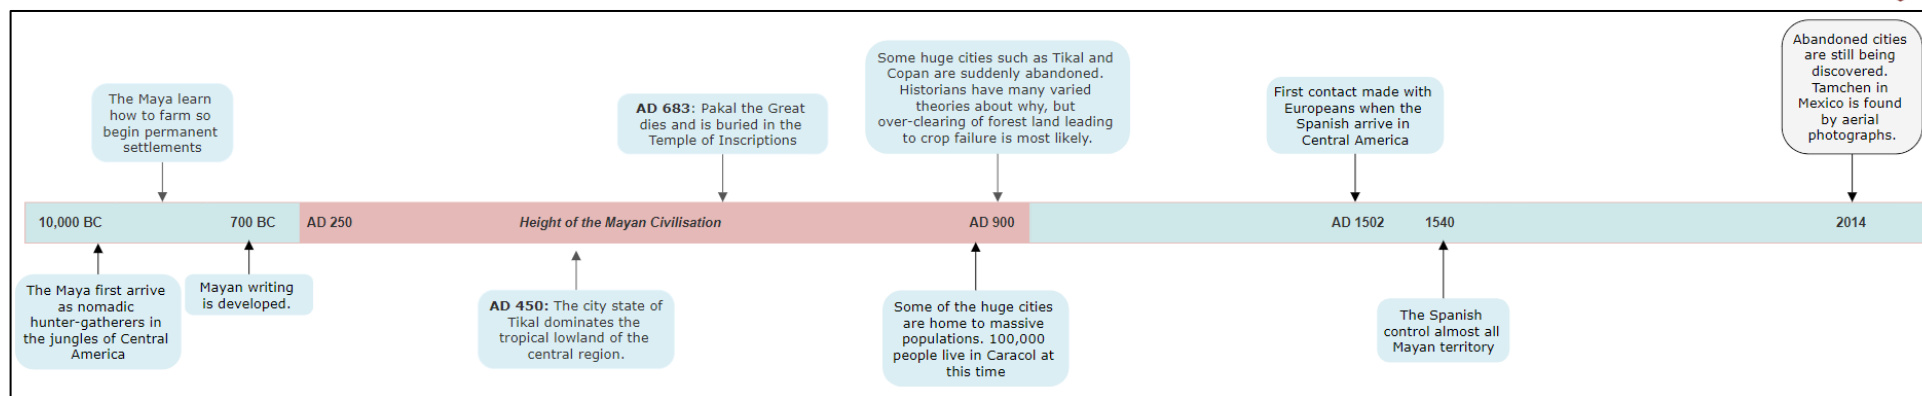 The Maya learn
how to farm so
begin permanent
settlements
AD 683: Pakal the Great
dies and is buried in the
Temple of Inscriptions
Some huge cities such as Tikal and
Copan are suddenly abandoned.
Historians have many varied
theories about why, but
over-clearing of forest land leading
to crop failure is most likely.
First contact made with
Europeans when the
Spanish arrive in
Central America
Abandoned cities
are still being
discovered.
Tamchen in
Mexico is found
by aerial
photographs.
10,000 BC
700 BC
AD 250
Height of the Mayan Civilisation
AD 900
AD 1502
1540
2014
The Maya first arrive
as nomadic
hunter-gatherers in
the jungles of Central
America
Mayan writing
is developed.
AD 450: The city state of
Tikal dominates the
tropical lowland of the
central region.
Some of the huge cities
are home to massive
populations. 100,000
people live in Caracol at
this time
The Spanish
control almost all
Mayan territory